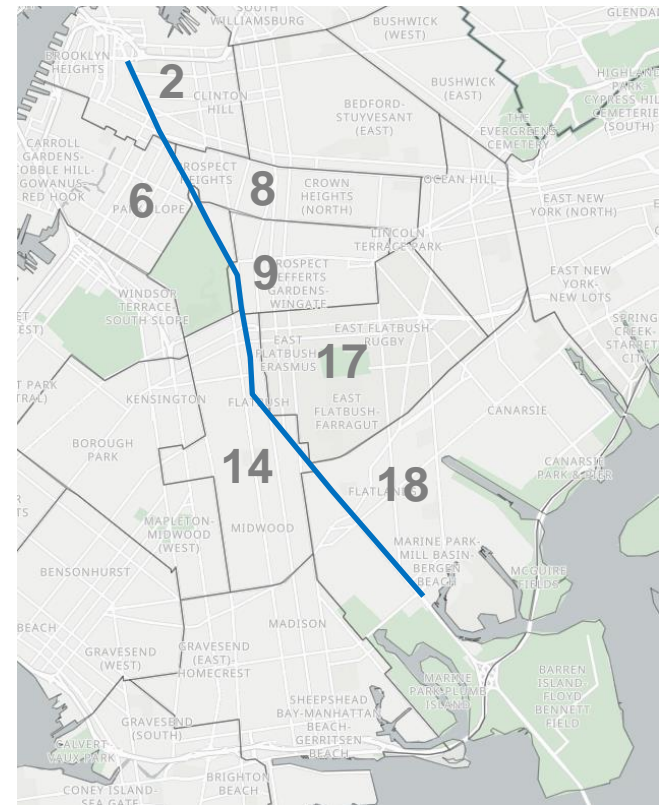 SOUTH
WILLIAMSBURG
BUSHWICK
(WEST)
GLENDAL
BROOKLYN
HEIGHTS
2
CLINTON
HILL
BUSHWICK
(EAST)
HIGHLAND
PARK-
CYPRESS HIL
CEMETERIE
(SOUTH)
BEDFORD-
STUYVESANT
(EAST)
THE
EVERGREENS
CEMETERY
CARROLL
GARDENS-
COBBLE HILL-
GOWANUS-
RED HOOK
6
PARK SLOPE
PROSPECT
HEIGHTS
8
CROWN
HEIGHTS
(NORTH)
OCEAN HILL
EAST NEW
YORK (NORTH)
LINCOLN
TERRACE PARK
9
PROSPECT
LEFFERTS
GARDENS-
WINGATE
EAST NEW
YORK-
NEW LOTS
WINDSOR
TERRACE-
SOUTH SLOPE
SPRING
CREEK-
STARRET
CITY
EST)
EAST
FLATBUSH-
ERASMUS
EAST FLATBUSH-
RUGBY
17
T PARK
TRAL)
KENSINGTON
FLATBUSH
EAST
FLATBUSH-
FARRAGUT
CANARSIE
BOROUGH
PARK
14
18
FLATLANDS
CANARSIE
PARK & PIER
MAPLETON-
MIDWOOD
(WEST)
MIDWOOD
MARINE PARK-
MILL BASIN-
BERGEN
BEACH
BENSONHURST
MCGUIRE
FIELDS
BEACH
MADISON
GRAVESEND
(WEST)
GRAVESEND
(EAST)-
HOMECREST
MARINE
PARK-PLUMB
ISLAND
BARREN
ISLAND-
FLOYD
BENNETT
FIELD
SHEEPSHEAD
BAY-MANHATTAN
BEACH-
GERRITSEN
BEACH
GRAVESEND
(SOUTH)
CALVERT
VAUX PARK
CONEY ISLAND-
SEA GATE
BRIGHTON
BEACH